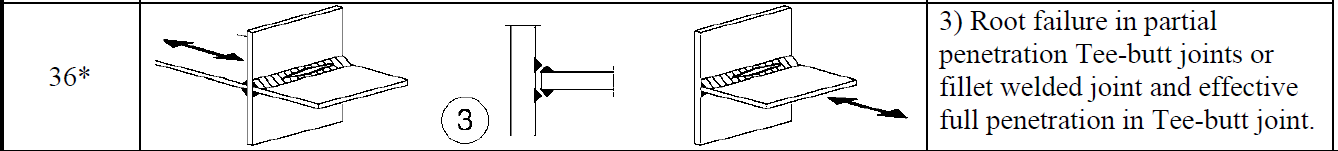 36*
3
3) Root failure in partial
penetration Tee-butt joints or
fillet welded joint and effective
full penetration in Tee-butt joint.